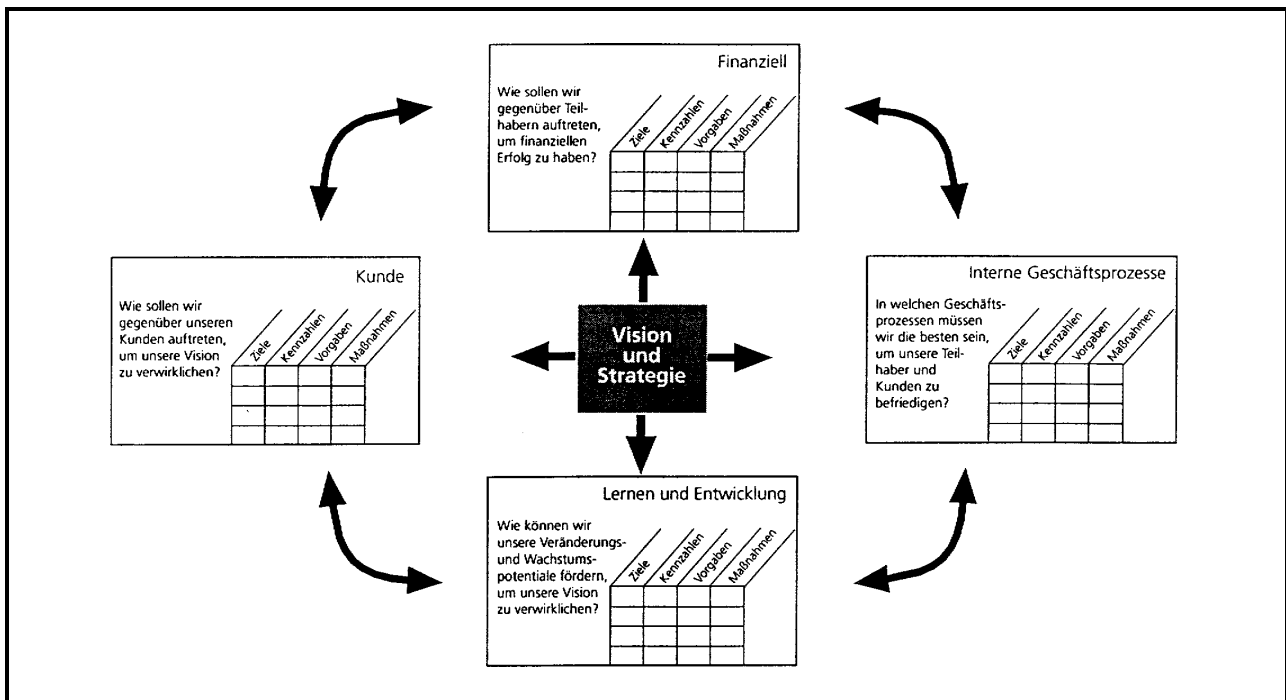 Finanziell
Wie sollen wir
gegenüber Teil-
habern auftreten,
um finanziellen
Erfolg zu haben?
Ziele
Kennzahlen
Vorgaben
Maßnahmen
Kunde
Wie sollen wir
gegenüber unseren
Kunden auftreten,
um unsere Vision
zu verwirklichen?
Ziele
Kennzahlen
Vorgaben
Maßnahmen
Vision
und
Strategie
Interne Geschäftsprozesse
In welchen Geschäfts-
prozessen müssen
wir die besten sein,
um unsere Teil-
haber und
Kunden zu
befriedigen?
Ziele
Kennzahlen
Vorgaben
Maßnahmen
Lernen und Entwicklung
Wie können wir
unsere Veränderungs-
und Wachstums-
potentiale fördern,
um unsere Vision
zu verwirklichen?
Ziele
Kennzahlen
Vorgaben
Maßnahmen